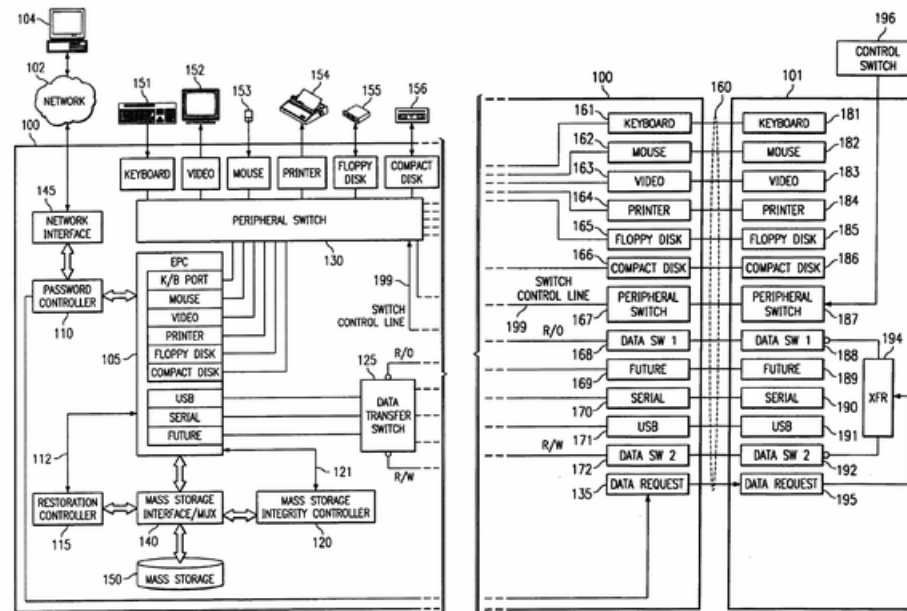 104
102
NETWORK
100
151
152
153
154
155
156
KEYBOARD
VIDEO
MOUSE
PRINTER
FLOPPY
DISK
COMPACT
DISK
145
NETWORK
INTERFACE
PERIPHERAL SWITCH
130
PASSWORD
CONTROLLER
110
EPC
K/B PORT
MOUSE
VIDEO
PRINTER
FLOPPY DISK
COMPACT DISK
105
USB
SERIAL
FUTURE
199
SWITCH
CONTROL LINE
125
R/O
DATA
TRANSFER
SWITCH
R/W
112
121
RESTORATION
CONTROLLER
115
MASS STORAGE
INTERFACE/MUX
140
MASS STORAGE
INTEGRITY CONTROLLER
120
150
MASS STORAGE
100
160
101
196
CONTROL
SWITCH
161
KEYBOARD
KEYBOARD
181
162
MOUSE
MOUSE
182
163
VIDEO
VIDEO
183
164
PRINTER
PRINTER
184
165
FLOPPY DISK
FLOPPY DISK
185
166
COMPACT DISK
COMPACT DISK
186
SWITCH
CONTROL LINE
199
167
PERIPHERAL
SWITCH
PERIPHERAL
SWITCH
187
R/O
168
DATA SW 1
DATA SW 1
188
194
XFR
169
FUTURE
FUTURE
189
170
SERIAL
SERIAL
190
171
USB
USB
191
R/W
172
DATA SW 2
DATA SW 2
192
135
DATA REQUEST
DATA REQUEST
195